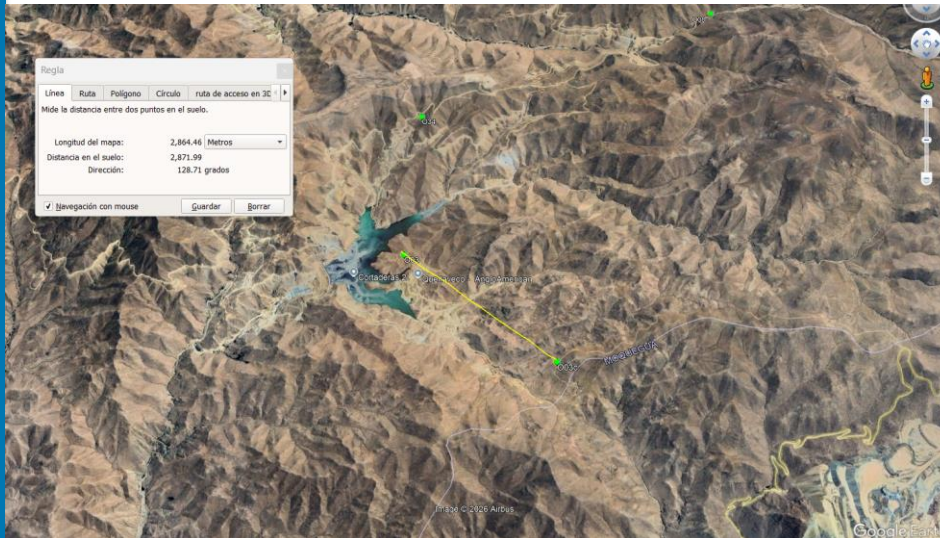 Regla
Línea Ruta Polígono Círculo ruta de acceso en 3D
Mide la distancia entre dos puntos en el suelo.
Longitud del mapa: 2,864.46 Metros
Distancia en el suelo: 2,871.99
Dirección: 128.71 grados
Navegación con mouse Guardar Borrar
Cortaderas 2
MOQUEGUA
Image © 2026 Airbus
Google Earth